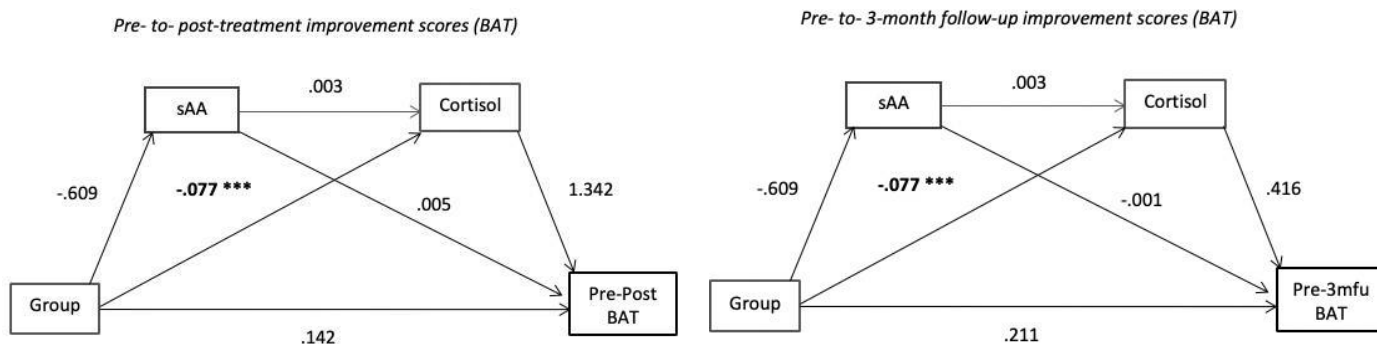 Pre- to- post-treatment improvement scores (BAT)
.003
sAA
Cortisol
-.609
-.077 ***
.005
1.342
Group
Pre-Post
BAT
.142
Pre- to- 3-month follow-up improvement scores (BAT)
.003
sAA
Cortisol
-.609
-.077 ***
-.001
.416
Group
Pre-3mfu
BAT
.211